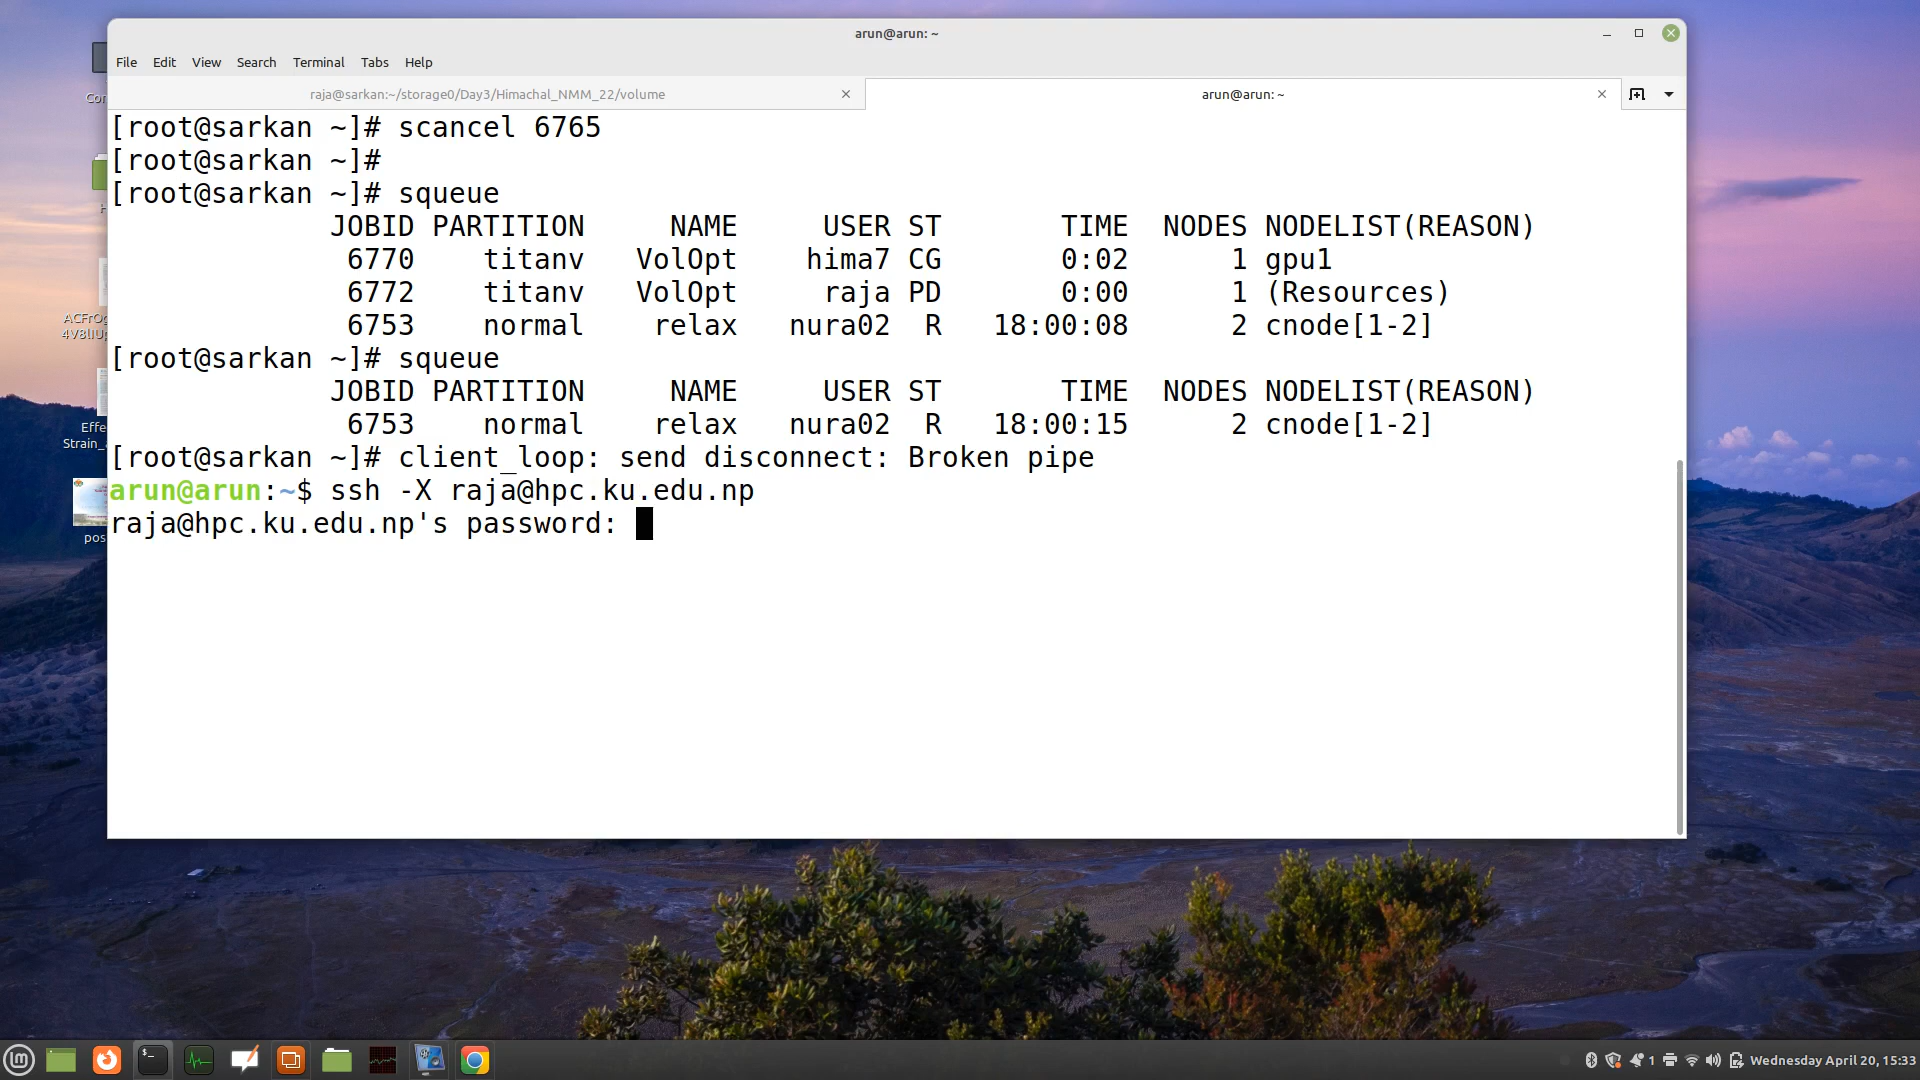 arun@arun: ~
File Edit View Search Terminal Tabs Help
raja@sarkan:~/storage0/Day3/Himachal_NMM_22/volume
arun@arun: ~
[root@sarkan ~]# scancel 6765
[root@sarkan ~]#
[root@sarkan ~]# squeue
JOBID PARTITION NAME USER ST TIME NODES NODELIST(REASON)
6770 titanv VolOpt hima7 CG 0:02 1 gpu1
6772 titanv VolOpt raja PD 0:00 1 (Resources)
6753 normal relax nura02 R 18:00:08 2 cnode[1-2]
[root@sarkan ~]# squeue
JOBID PARTITION NAME USER ST TIME NODES NODELIST(REASON)
6753 normal relax nura02 R 18:00:15 2 cnode[1-2]
[root@sarkan ~]# client_loop: send disconnect: Broken pipe
arun@arun:~$ ssh -X raja@hpc.ku.edu.np
raja@hpc.ku.edu.np's password:
Effe
Strain_
pos
1 Wednesday April 20, 15:33